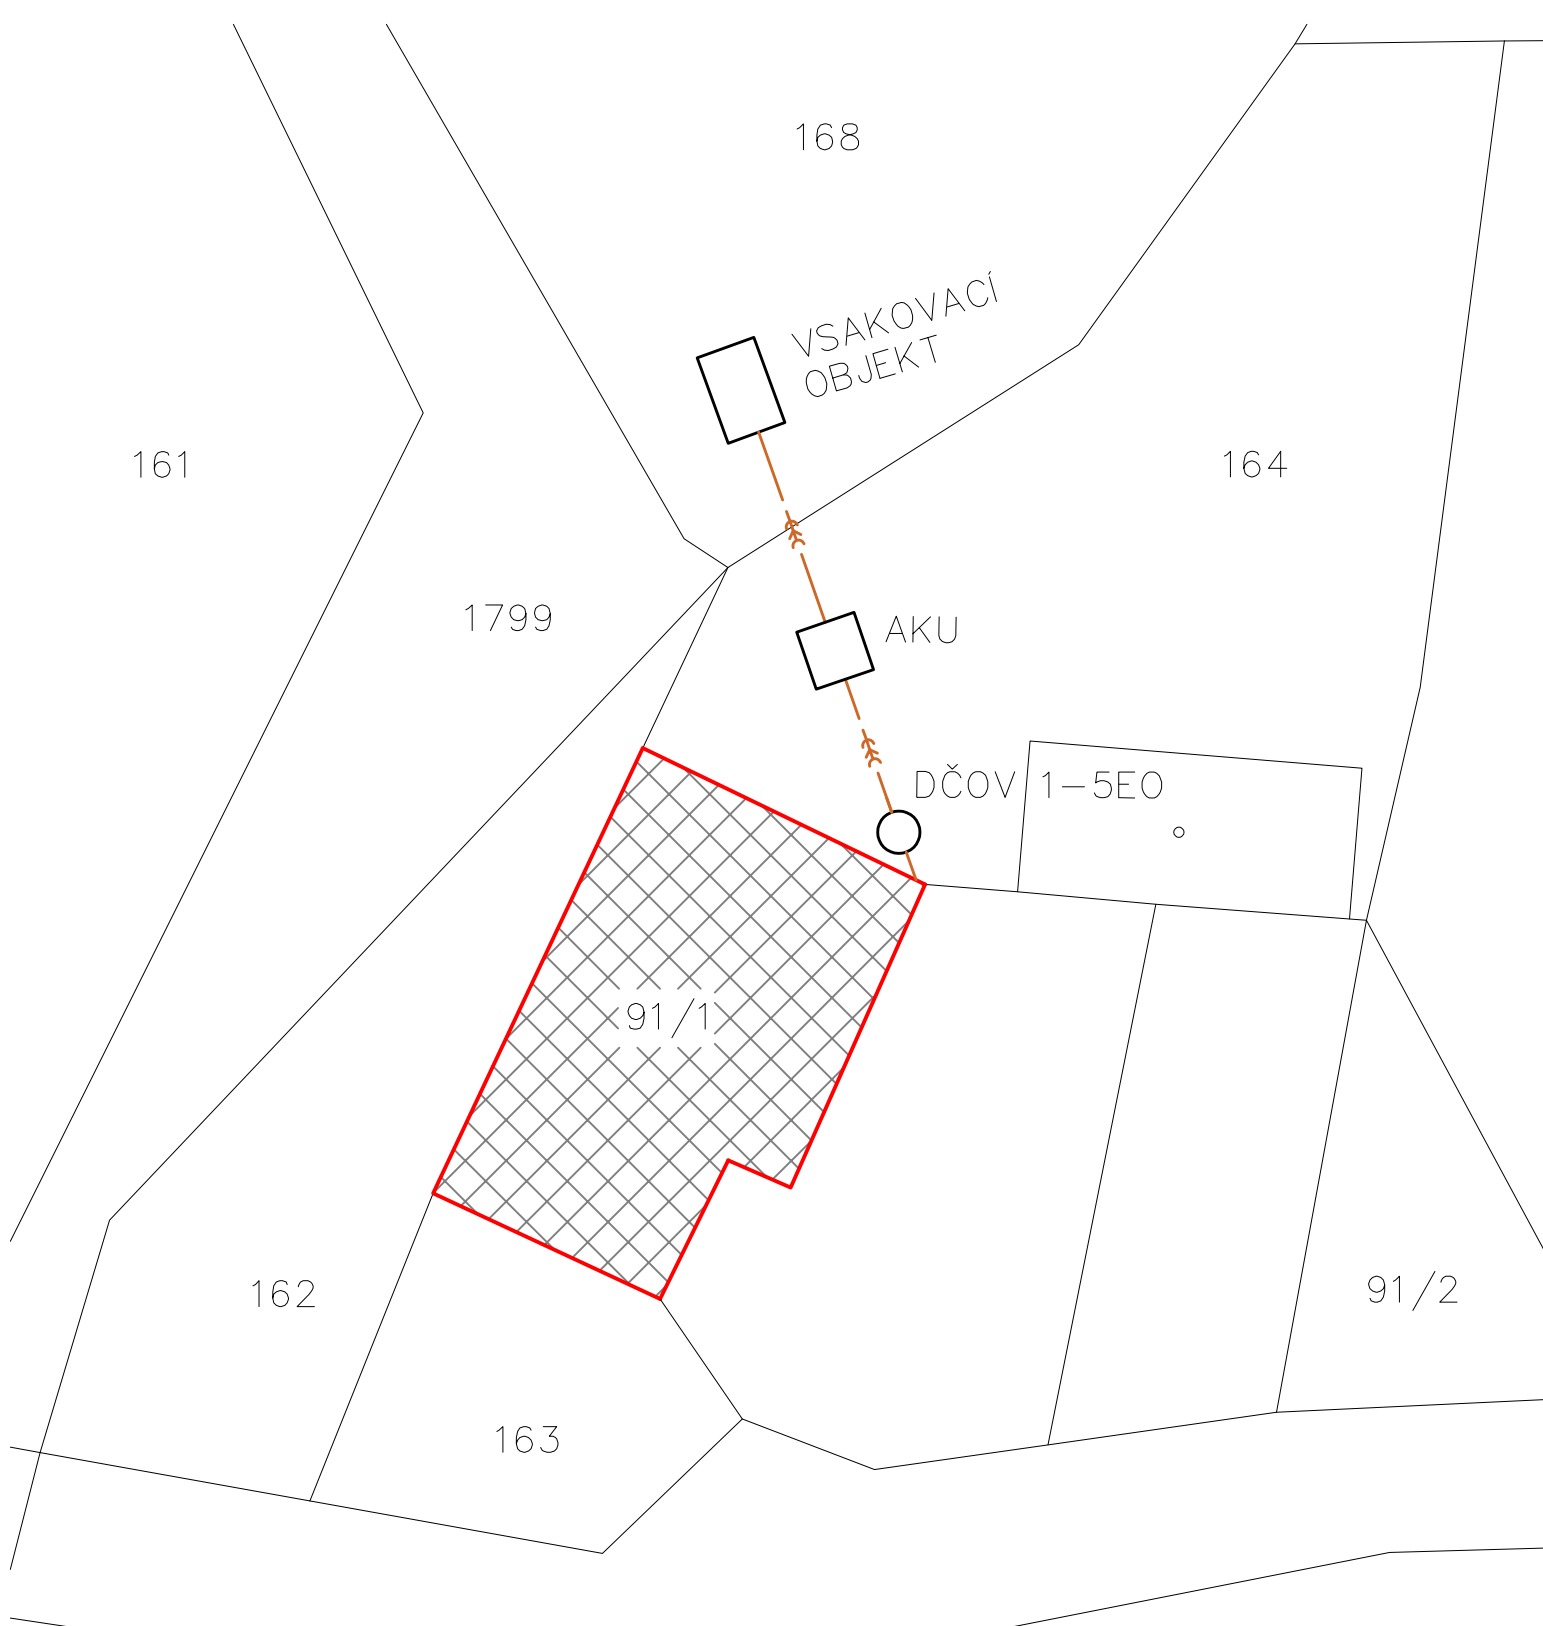 168
VSAKOVACÍ
OBJEKT
161
164
1799
AKU
DČOV 1-5EO
91/1
162
91/2
163